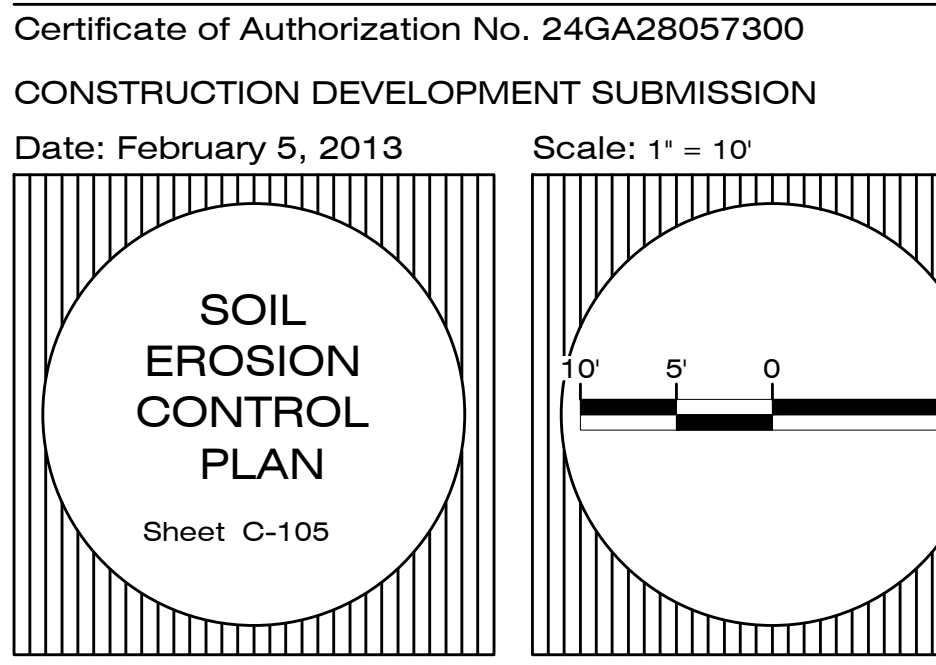 Certificate of Authorization No. 24GA28057300
CONSTRUCTION DEVELOPMENT SUBMISSION
Date: February 5, 2013
Scale: 1" = 10'
SOIL
EROSION
CONTROL
PLAN
Sheet C-105
10' 5' 0